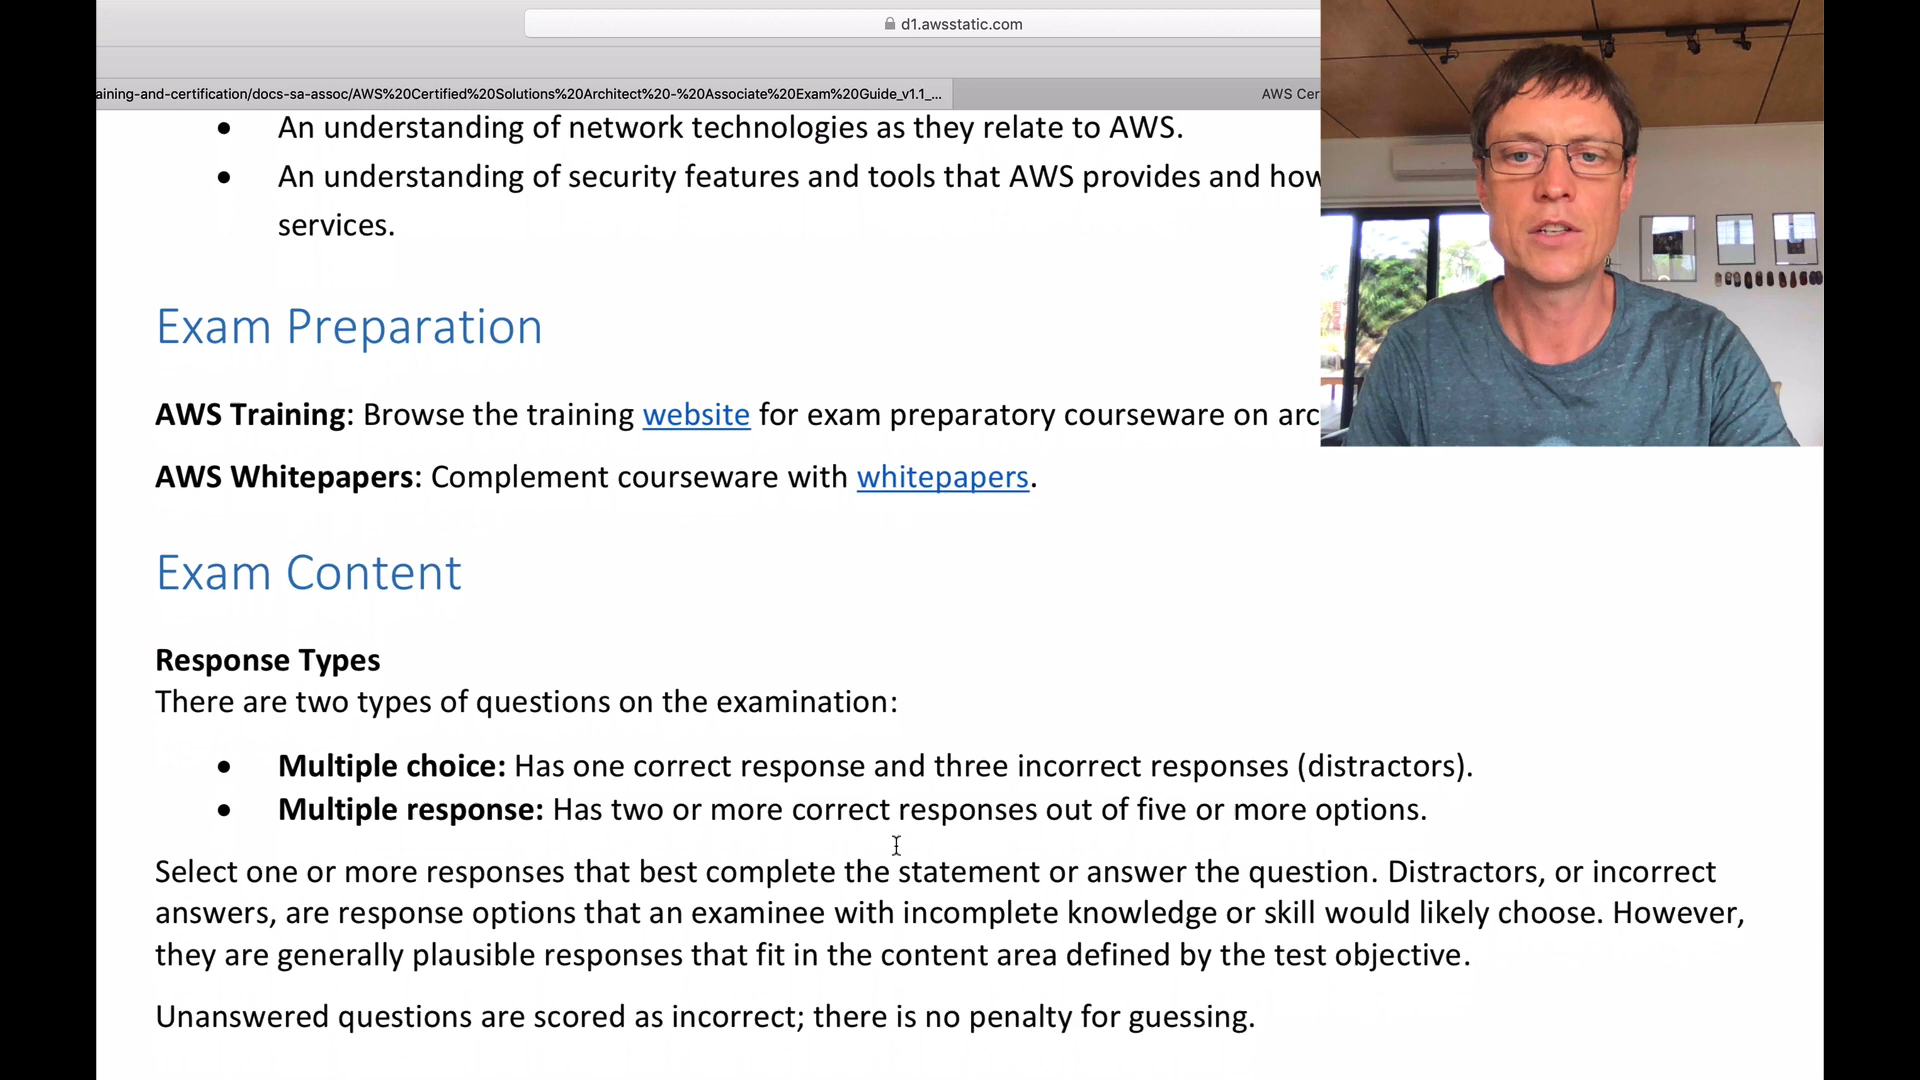 d1.awsstatic.com
aining-and-certification/docs-sa-assoc/AWS%20Certified%20Solutions%20Architect%20-%20Associate%20Exam%20Guide_v1.1_...
AWS Cer
• An understanding of network technologies as they relate to AWS.
• An understanding of security features and tools that AWS provides and how
services.
Exam Preparation
AWS Training: Browse the training website for exam preparatory courseware on arc
AWS Whitepapers: Complement courseware with whitepapers.
Exam Content
Response Types
There are two types of questions on the examination:
• Multiple choice: Has one correct response and three incorrect responses (distractors).
• Multiple response: Has two or more correct responses out of five or more options.
Select one or more responses that best complete the statement or answer the question. Distractors, or incorrect
answers, are response options that an examinee with incomplete knowledge or skill would likely choose. However,
they are generally plausible responses that fit in the content area defined by the test objective.
Unanswered questions are scored as incorrect; there is no penalty for guessing.